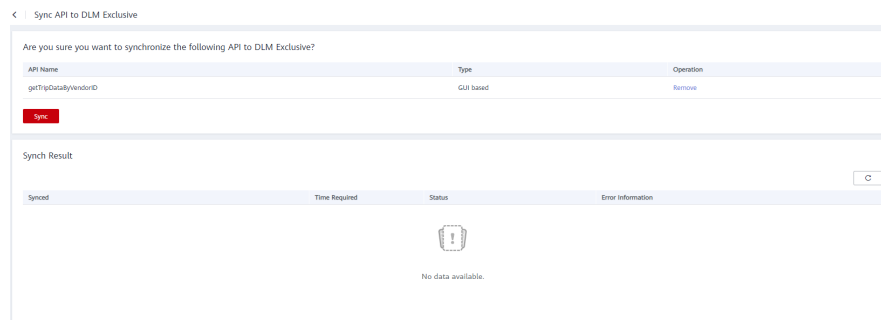 Sync API to DLM Exclusive
Are you sure you want to synchronize the following API to DLM Exclusive?
API Name Type Operation
getTripDataByVendorID GUI based Remove
Sync
Synch Result
Synced Time Required Status Error Information
No data available.